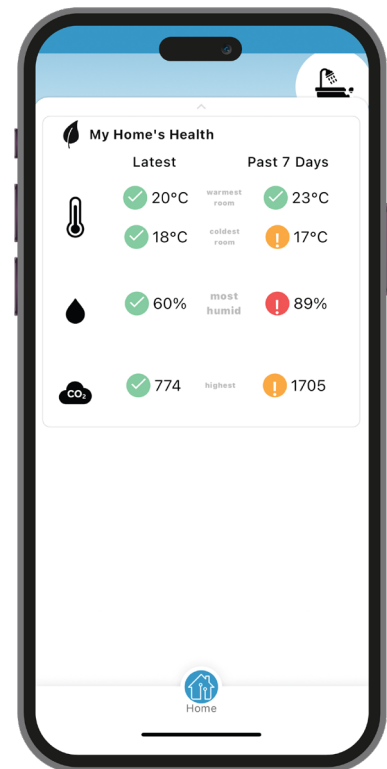 My Home's Health
Latest Past 7 Days
20°C warmest room 23°C
18°C coldest room 17°C
60% most humid 89%
CO₂ 774 highest 1705
Home